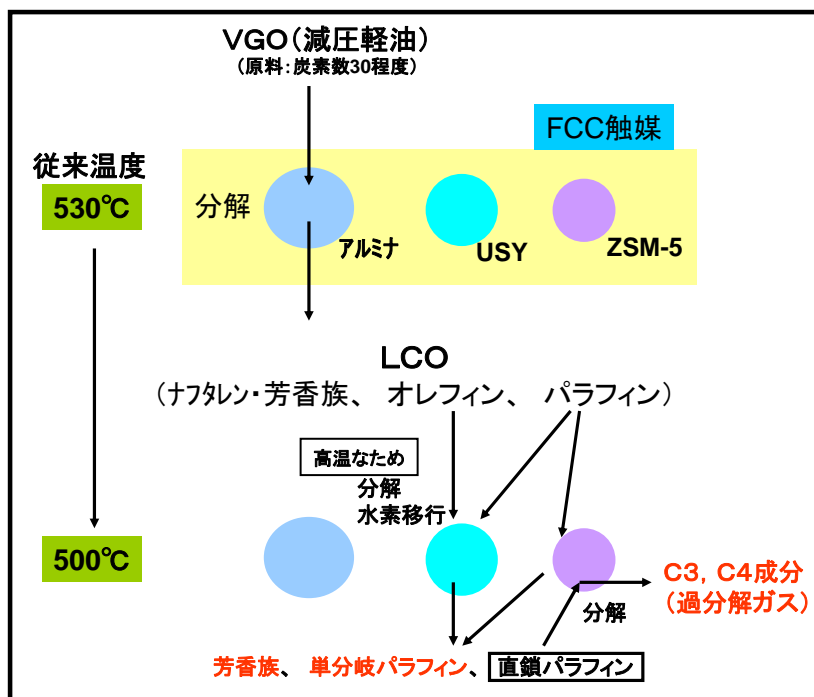 VGO(減圧軽油)
(原料:炭素数30程度)
FCC触媒
従来温度
530℃
分解
アルミナ
USY
ZSM-5
LCO
(ナフタレン・芳香族、 オレフィン、 パラフィン)
高温なため
分解
水素移行
500℃
C3, C4成分
(過分解ガス)
分解
芳香族、 単分岐パラフィン、 直鎖パラフィン